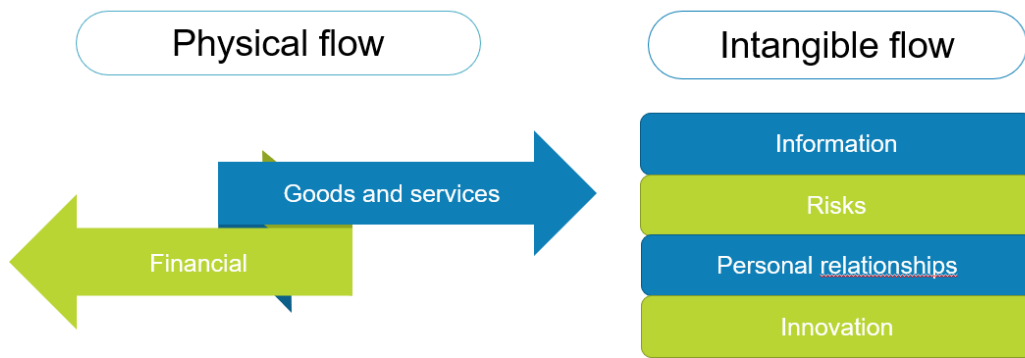 Physical flow
Intangible flow
Goods and services
Financial
Information
Risks
Personal relationships
Innovation